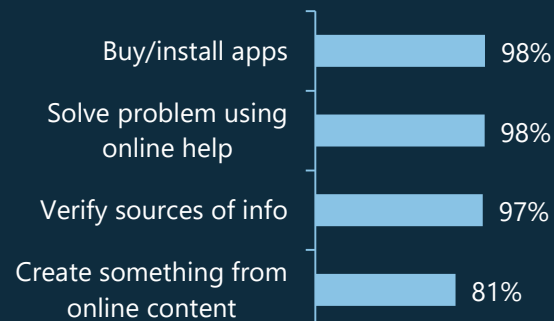 Buy/install apps 98%
Solve problem using
online help 98%
Verify sources of info 97%
Create something from
online content 81%